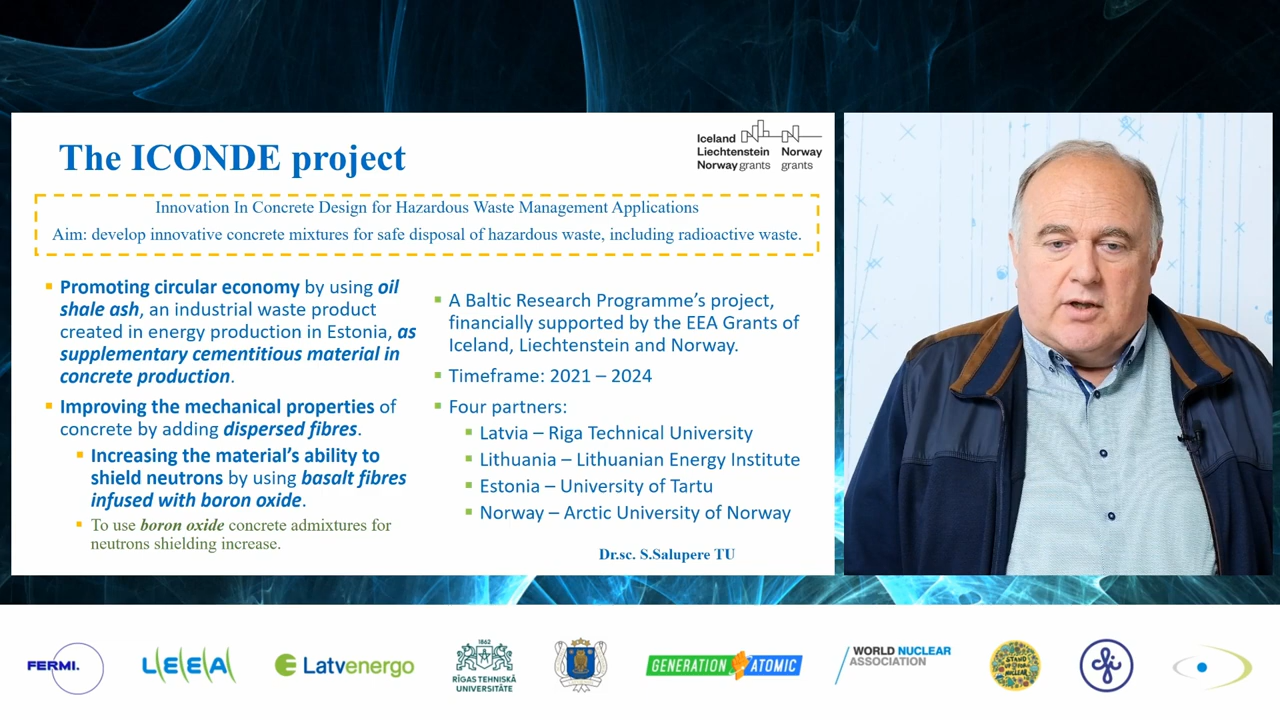 The ICONDE project
Iceland
Liechtenstein
Norway grants
Norway
grants
Innovation In Concrete Design for Hazardous Waste Management Applications
Aim: develop innovative concrete mixtures for safe disposal of hazardous waste, including radioactive waste.
Promoting circular economy by using oil
shale ash, an industrial waste product
created in energy production in Estonia, as
supplementary cementitious material in
concrete production.
Improving the mechanical properties of
concrete by adding dispersed fibres.
Increasing the material's ability to
shield neutrons by using basalt fibres
infused with boron oxide.
To use boron oxide concrete admixtures for
neutrons shielding increase.
A Baltic Research Programme's project,
financially supported by the EEA Grants of
Iceland, Liechtenstein and Norway.
Timeframe: 2021 – 2024
Four partners:
Latvia – Riga Technical University
Lithuania – Lithuanian Energy Institute
Estonia – University of Tartu
Norway – Arctic University of Norway
Dr.sc. S.Salupere TU
FERMI.
LEEA
Latvenergo
1862
RĪGAS TEHNISKĀ
UNIVERSITĀTE
GENERATION ATOMIC
WORLD NUCLEAR
ASSOCIATION
STAND
UP FOR
NUCLEAR